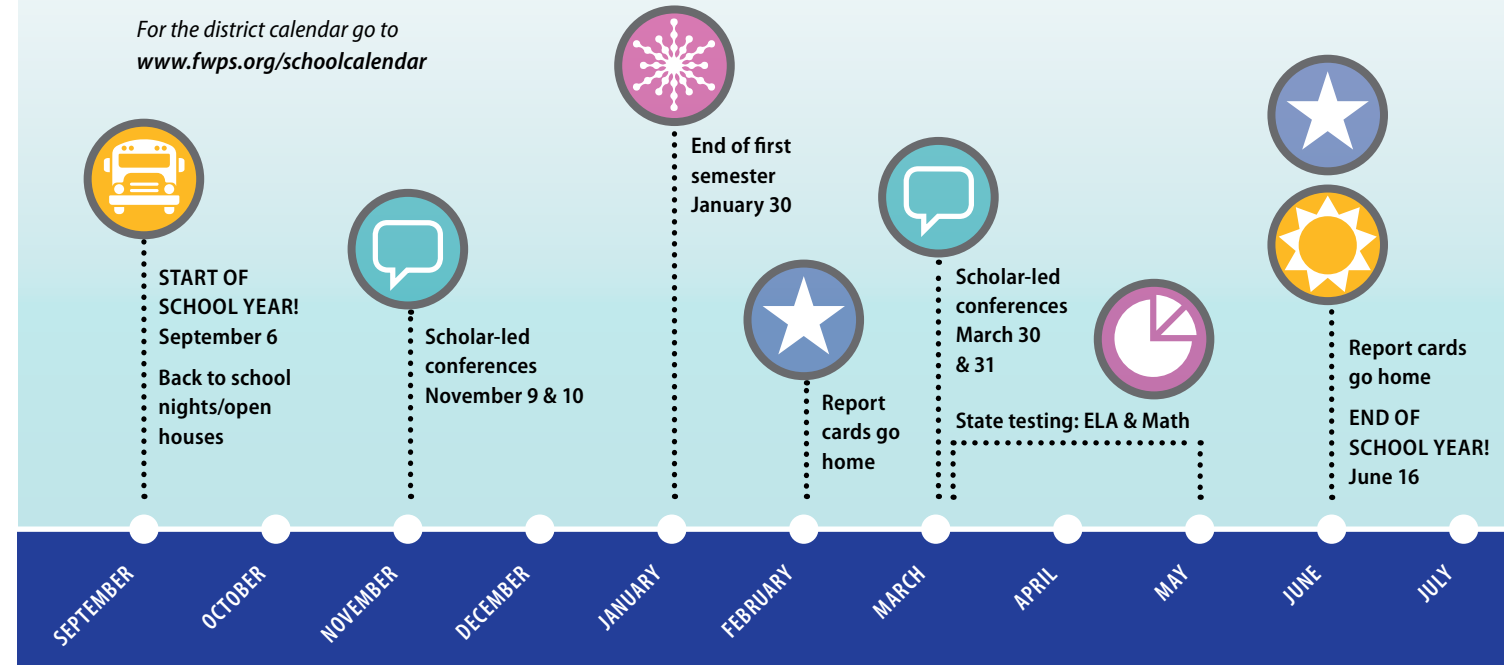 For the district calendar go to
www.fwps.org/schoolcalendar
START OF
SCHOOL YEAR!
September 6
Back to school
nights/open
houses
Scholar-led
conferences
November 9 & 10
End of first
semester
January 30
Report
cards go
home
Scholar-led
conferences
March 30
& 31
State testing: ELA & Math
Report cards
go home
END OF
SCHOOL YEAR!
June 16
SEPTEMBER
OCTOBER
NOVEMBER
DECEMBER
JANUARY
FEBRUARY
MARCH
APRIL
MAY
JUNE
JULY